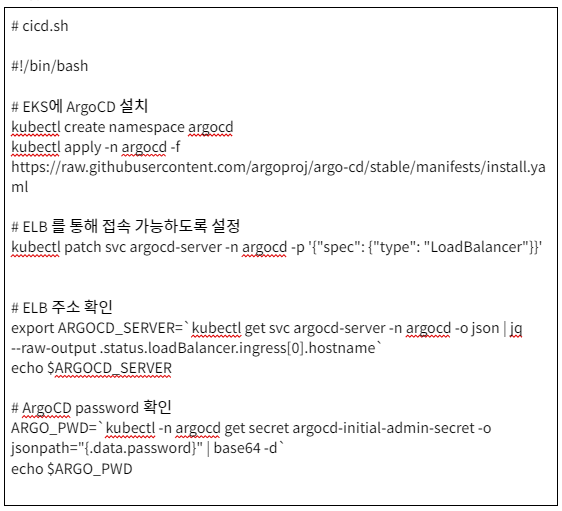 # cicd.sh
#!/bin/bash
# EKS에 ArgoCD 설치
kubectl create namespace argocd
kubectl apply -n argocd -f
https://raw.githubusercontent.com/argoproj/argo-cd/stable/manifests/install.ya
ml
# ELB 를 통해 접속 가능하도록 설정
kubectl patch svc argocd-server -n argocd -p '{"spec": {"type": "LoadBalancer"}}'
# ELB 주소 확인
export ARGOCD_SERVER=`kubectl get svc argocd-server -n argocd -o json | jq
--raw-output .status.loadBalancer.ingress[0].hostname`
echo $ARGOCD_SERVER
# ArgoCD password 확인
ARGO_PWD=`kubectl -n argocd get secret argocd-initial-admin-secret -o
jsonpath="{.data.password}" | base64 -d`
echo $ARGO_PWD